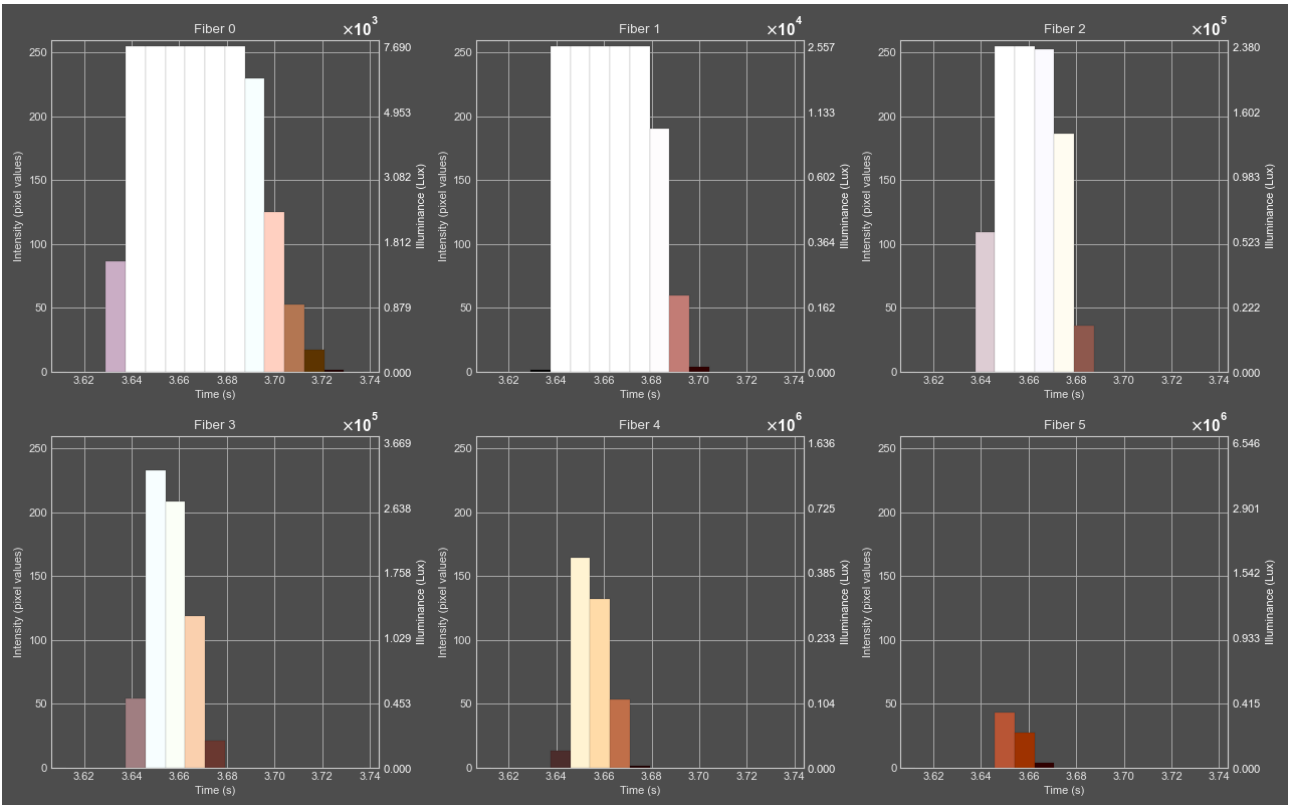 Fiber 0
×10³
250
200
150
100
50
0
7.690
4.953
3.082
1.812
0.879
0.000
3.62 3.64 3.66 3.68 3.70 3.72 3.74
Time (s)
Intensity (pixel values)
Illuminance (Lux)
Fiber 1
×10⁴
250
200
150
100
50
0
2.557
1.133
0.602
0.364
0.162
0.000
3.62 3.64 3.66 3.68 3.70 3.72 3.74
Time (s)
Intensity (pixel values)
Illuminance (Lux)
Fiber 2
×10⁵
250
200
150
100
50
0
2.380
1.602
0.983
0.523
0.222
0.000
3.62 3.64 3.66 3.68 3.70 3.72 3.74
Time (s)
Intensity (pixel values)
Illuminance (Lux)
Fiber 3
×10⁵
250
200
150
100
50
0
3.669
2.638
1.758
1.029
0.453
0.000
3.62 3.64 3.66 3.68 3.70 3.72 3.74
Time (s)
Intensity (pixel values)
Illuminance (Lux)
Fiber 4
×10⁶
250
200
150
100
50
0
1.636
0.725
0.385
0.233
0.104
0.000
3.62 3.64 3.66 3.68 3.70 3.72 3.74
Time (s)
Intensity (pixel values)
Illuminance (Lux)
Fiber 5
×10⁶
250
200
150
100
50
0
6.546
2.901
1.542
0.933
0.415
0.000
3.62 3.64 3.66 3.68 3.70 3.72 3.74
Time (s)
Intensity (pixel values)
Illuminance (Lux)